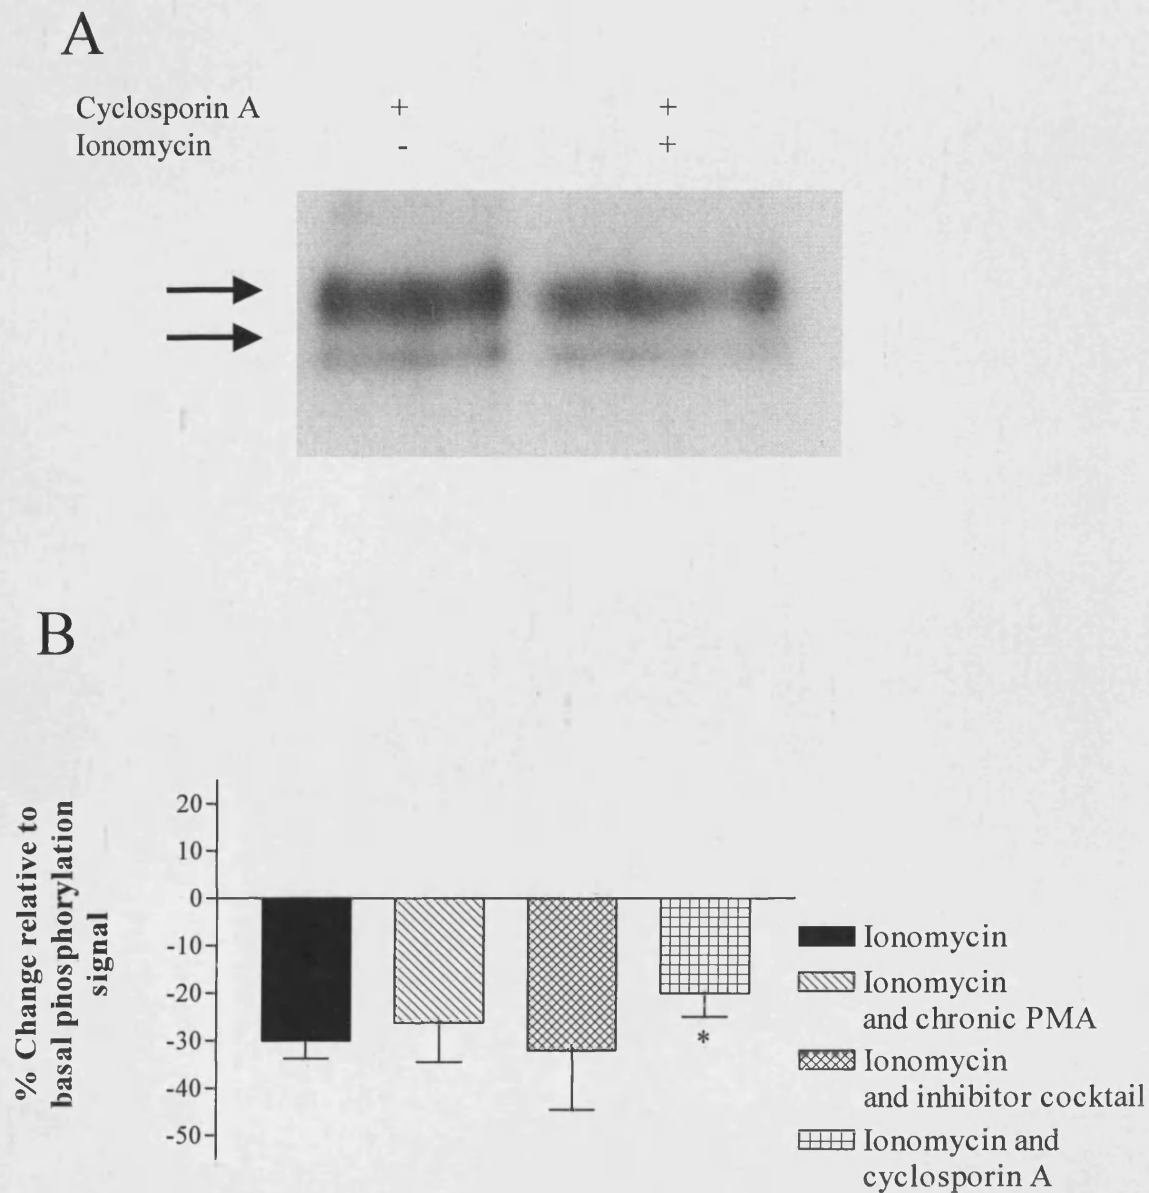 A
Cyclosporin A + +
Ionomycin - +
B
% Change relative to
basal phosphorylation
signal
20
10
0
-10
-20
-30
-40
-50
*
Ionomycin
Ionomycin
and chronic PMA
Ionomycin
and inhibitor cocktail
Ionomycin and
cyclosporin A